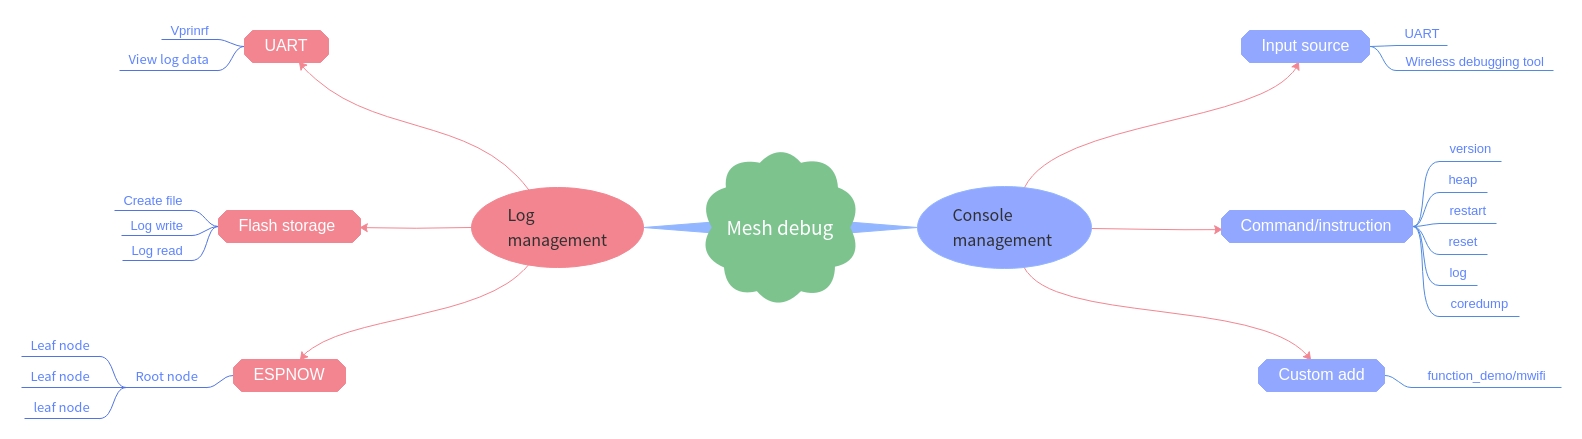 Mesh debug
Log
management
UART
Vprinrf
View log data
Flash storage
Create file
Log write
Log read
ESPNOW
Root node
Leaf node
Leaf node
leaf node
Console
management
Input source
UART
Wireless debugging tool
Command/instruction
version
heap
restart
reset
log
coredump
Custom add
function_demo/mwifi